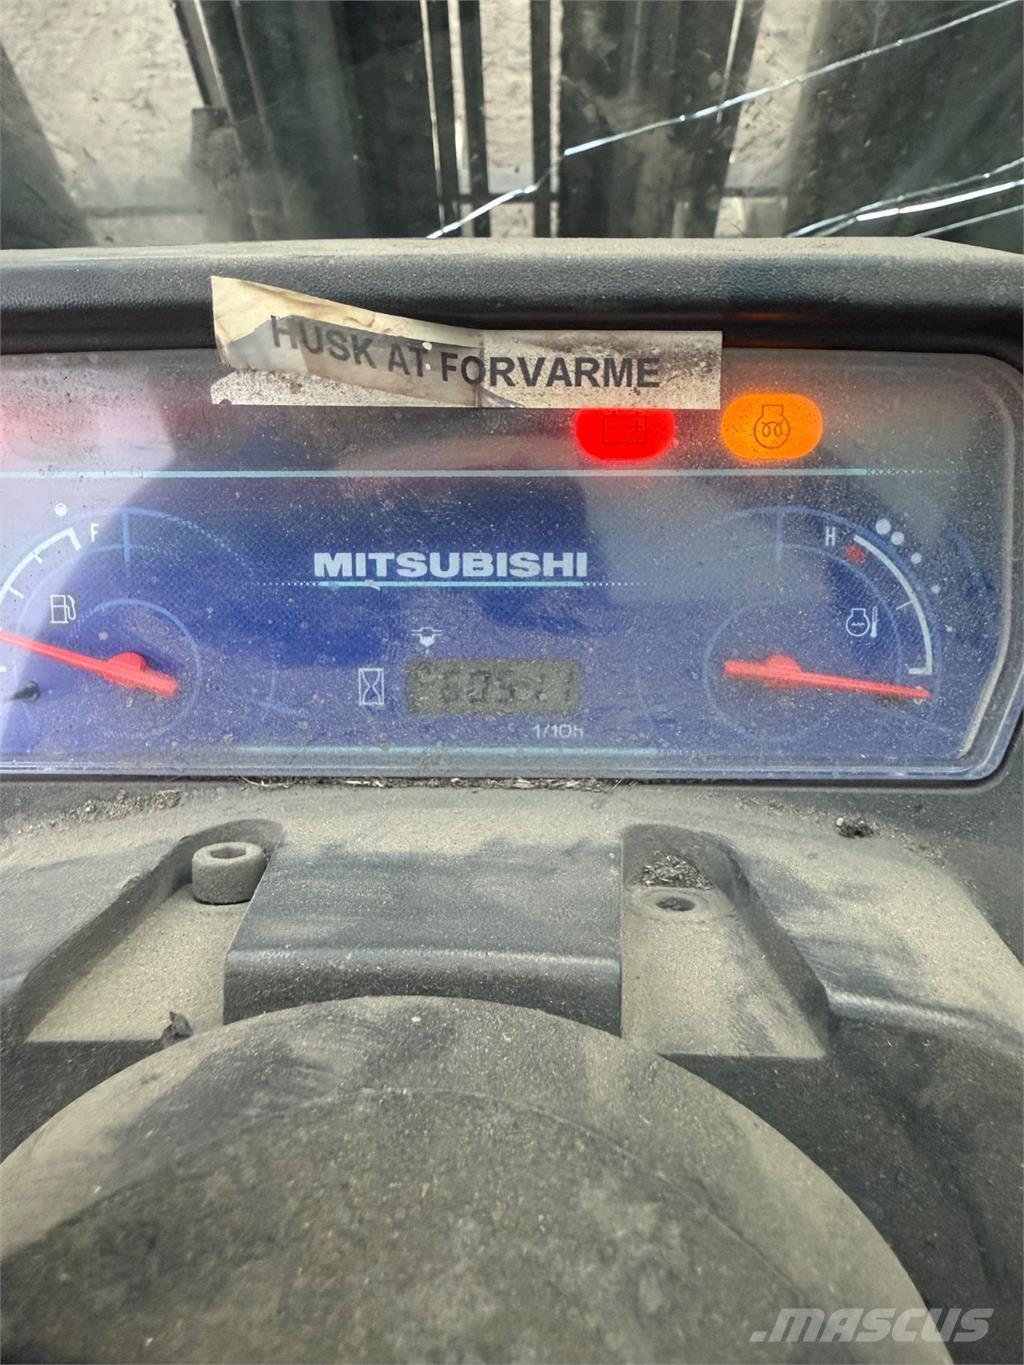 HUSK AT FORVARME
F
H
MITSUBISHI
1/10h
MASCUS